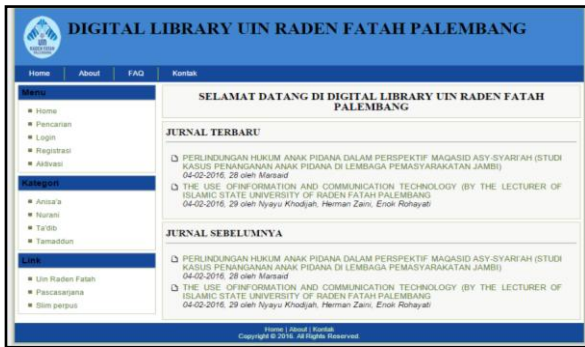 DIGITAL LIBRARY UIN RADEN FATAH PALEMBANG
Home About FAQ Kontak
Menu
Home
Pencarian
Login
Registrasi
Aktivasi
Kategori
Anisa'a
Nurani
Ta'dib
Tamaddun
Link
Uin Raden Fatah
Pascasarjana
Slim perpus
SELAMAT DATANG DI DIGITAL LIBRARY UIN RADEN FATAH
PALEMBANG
JURNAL TERBARU
PERLINDUNGAN HUKUM ANAK PIDANA DALAM PERSPEKTIF MAQASID ASY-SYARI'AH (STUDI
KASUS PENANGANAN ANAK PIDANA DI LEMBAGA PEMASYARAKATAN JAMBI)
04-02-2016, 28 oleh Marsaid
THE USE OFINFORMATION AND COMMUNICATION TECHNOLOGY (BY THE LECTURER OF
ISLAMIC STATE UNIVERSITY OF RADEN FATAH PALEMBANG
04-02-2016, 29 oleh Nyayu Khodijah, Herman Zaini, Enok Rohayati
JURNAL SEBELUMNYA
PERLINDUNGAN HUKUM ANAK PIDANA DALAM PERSPEKTIF MAQASID ASY-SYARI'AH (STUDI
KASUS PENANGANAN ANAK PIDANA DI LEMBAGA PEMASYARAKATAN JAMBI)
04-02-2016, 28 oleh Marsaid
THE USE OFINFORMATION AND COMMUNICATION TECHNOLOGY (BY THE LECTURER OF
ISLAMIC STATE UNIVERSITY OF RADEN FATAH PALEMBANG
04-02-2016, 29 oleh Nyayu Khodijah, Herman Zaini, Enok Rohayati
Home | About | Kontak
Copyright © 2016. All Rights Reserved.